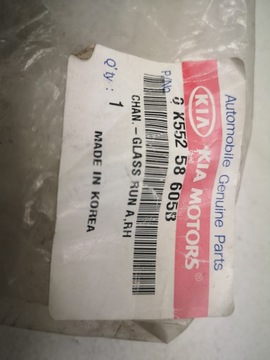 Automobile Genuine Parts
KIA KIA MOTORS®
P/No. 0 K552 58 605B
CHAN.-GLASS RUN A,RH
Q'ty : 1
MADE IN KOREA